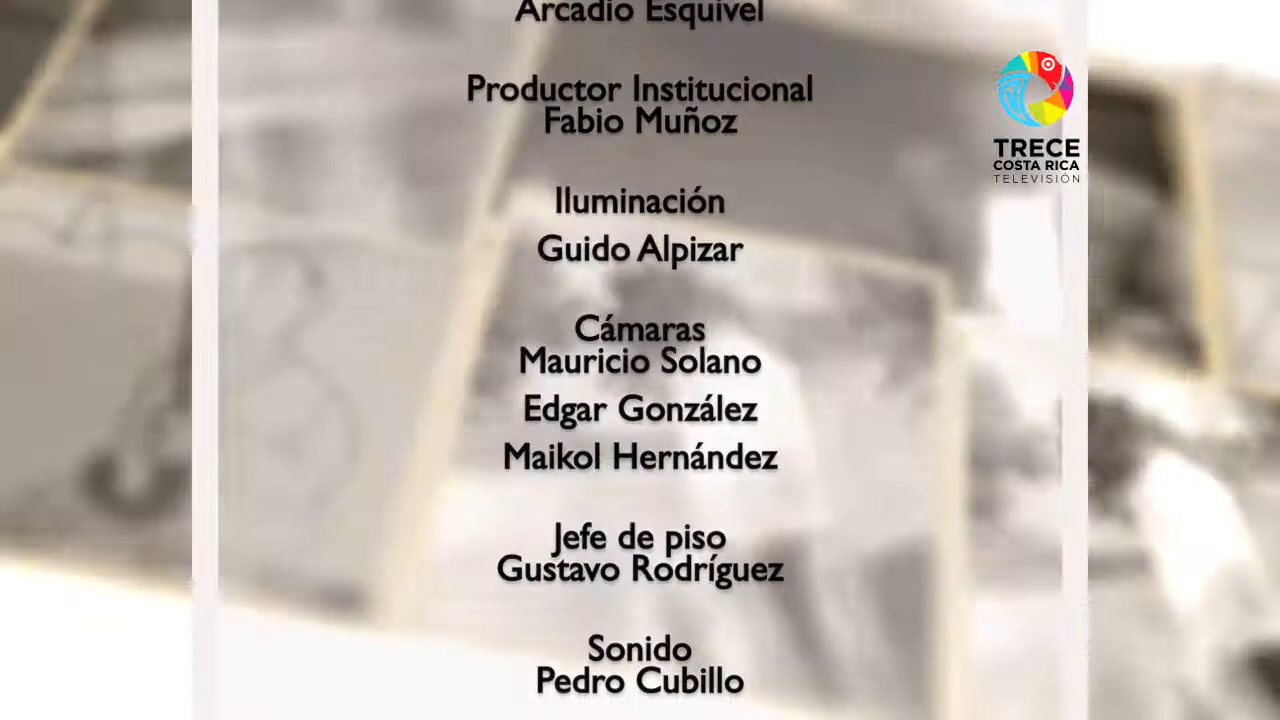 Arcadio Esquivel
Productor Institucional
Fabio Muñoz
Iluminación
Guido Alpizar
Cámaras
Mauricio Solano
Edgar González
Maikol Hernández
Jefe de piso
Gustavo Rodríguez
Sonido
Pedro Cubillo
TRECE
COSTA RICA
TELEVISIÓN